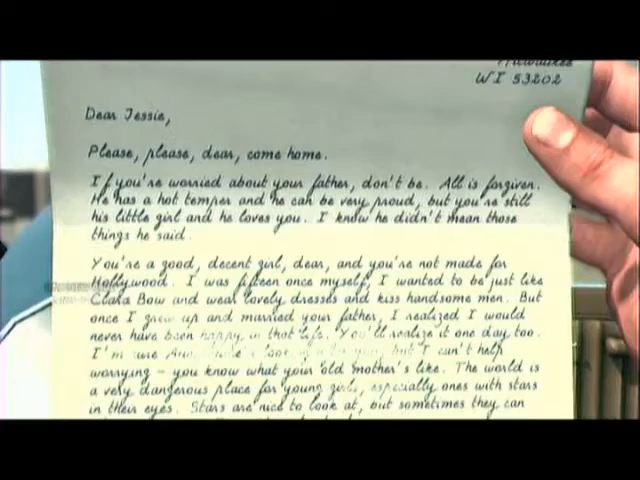 WI 53202
Dear Jessie,
Please, please, dear, come home.
If you're worried about your father, don't be. All is forgiven.
He has a hot temper and he can be very proud, but you're still
his little girl and he loves you. I know he didn't mean those
things he said.
You're a good, decent girl, dear, and you're not made for
Hollywood. I was fifteen once myself, I wanted to be just like
Clara Bow and wear lovely dresses and kiss handsome men. But
once I grew up and married your father, I realized I would
never have been happy in that life. You'll realize it one day too.
I'm sure but I can't help
worrying - you know what your old mother's like. The world is
a very dangerous place for young girls, especially ones with stars
in their eyes. Stars are nice to look at, but sometimes they can